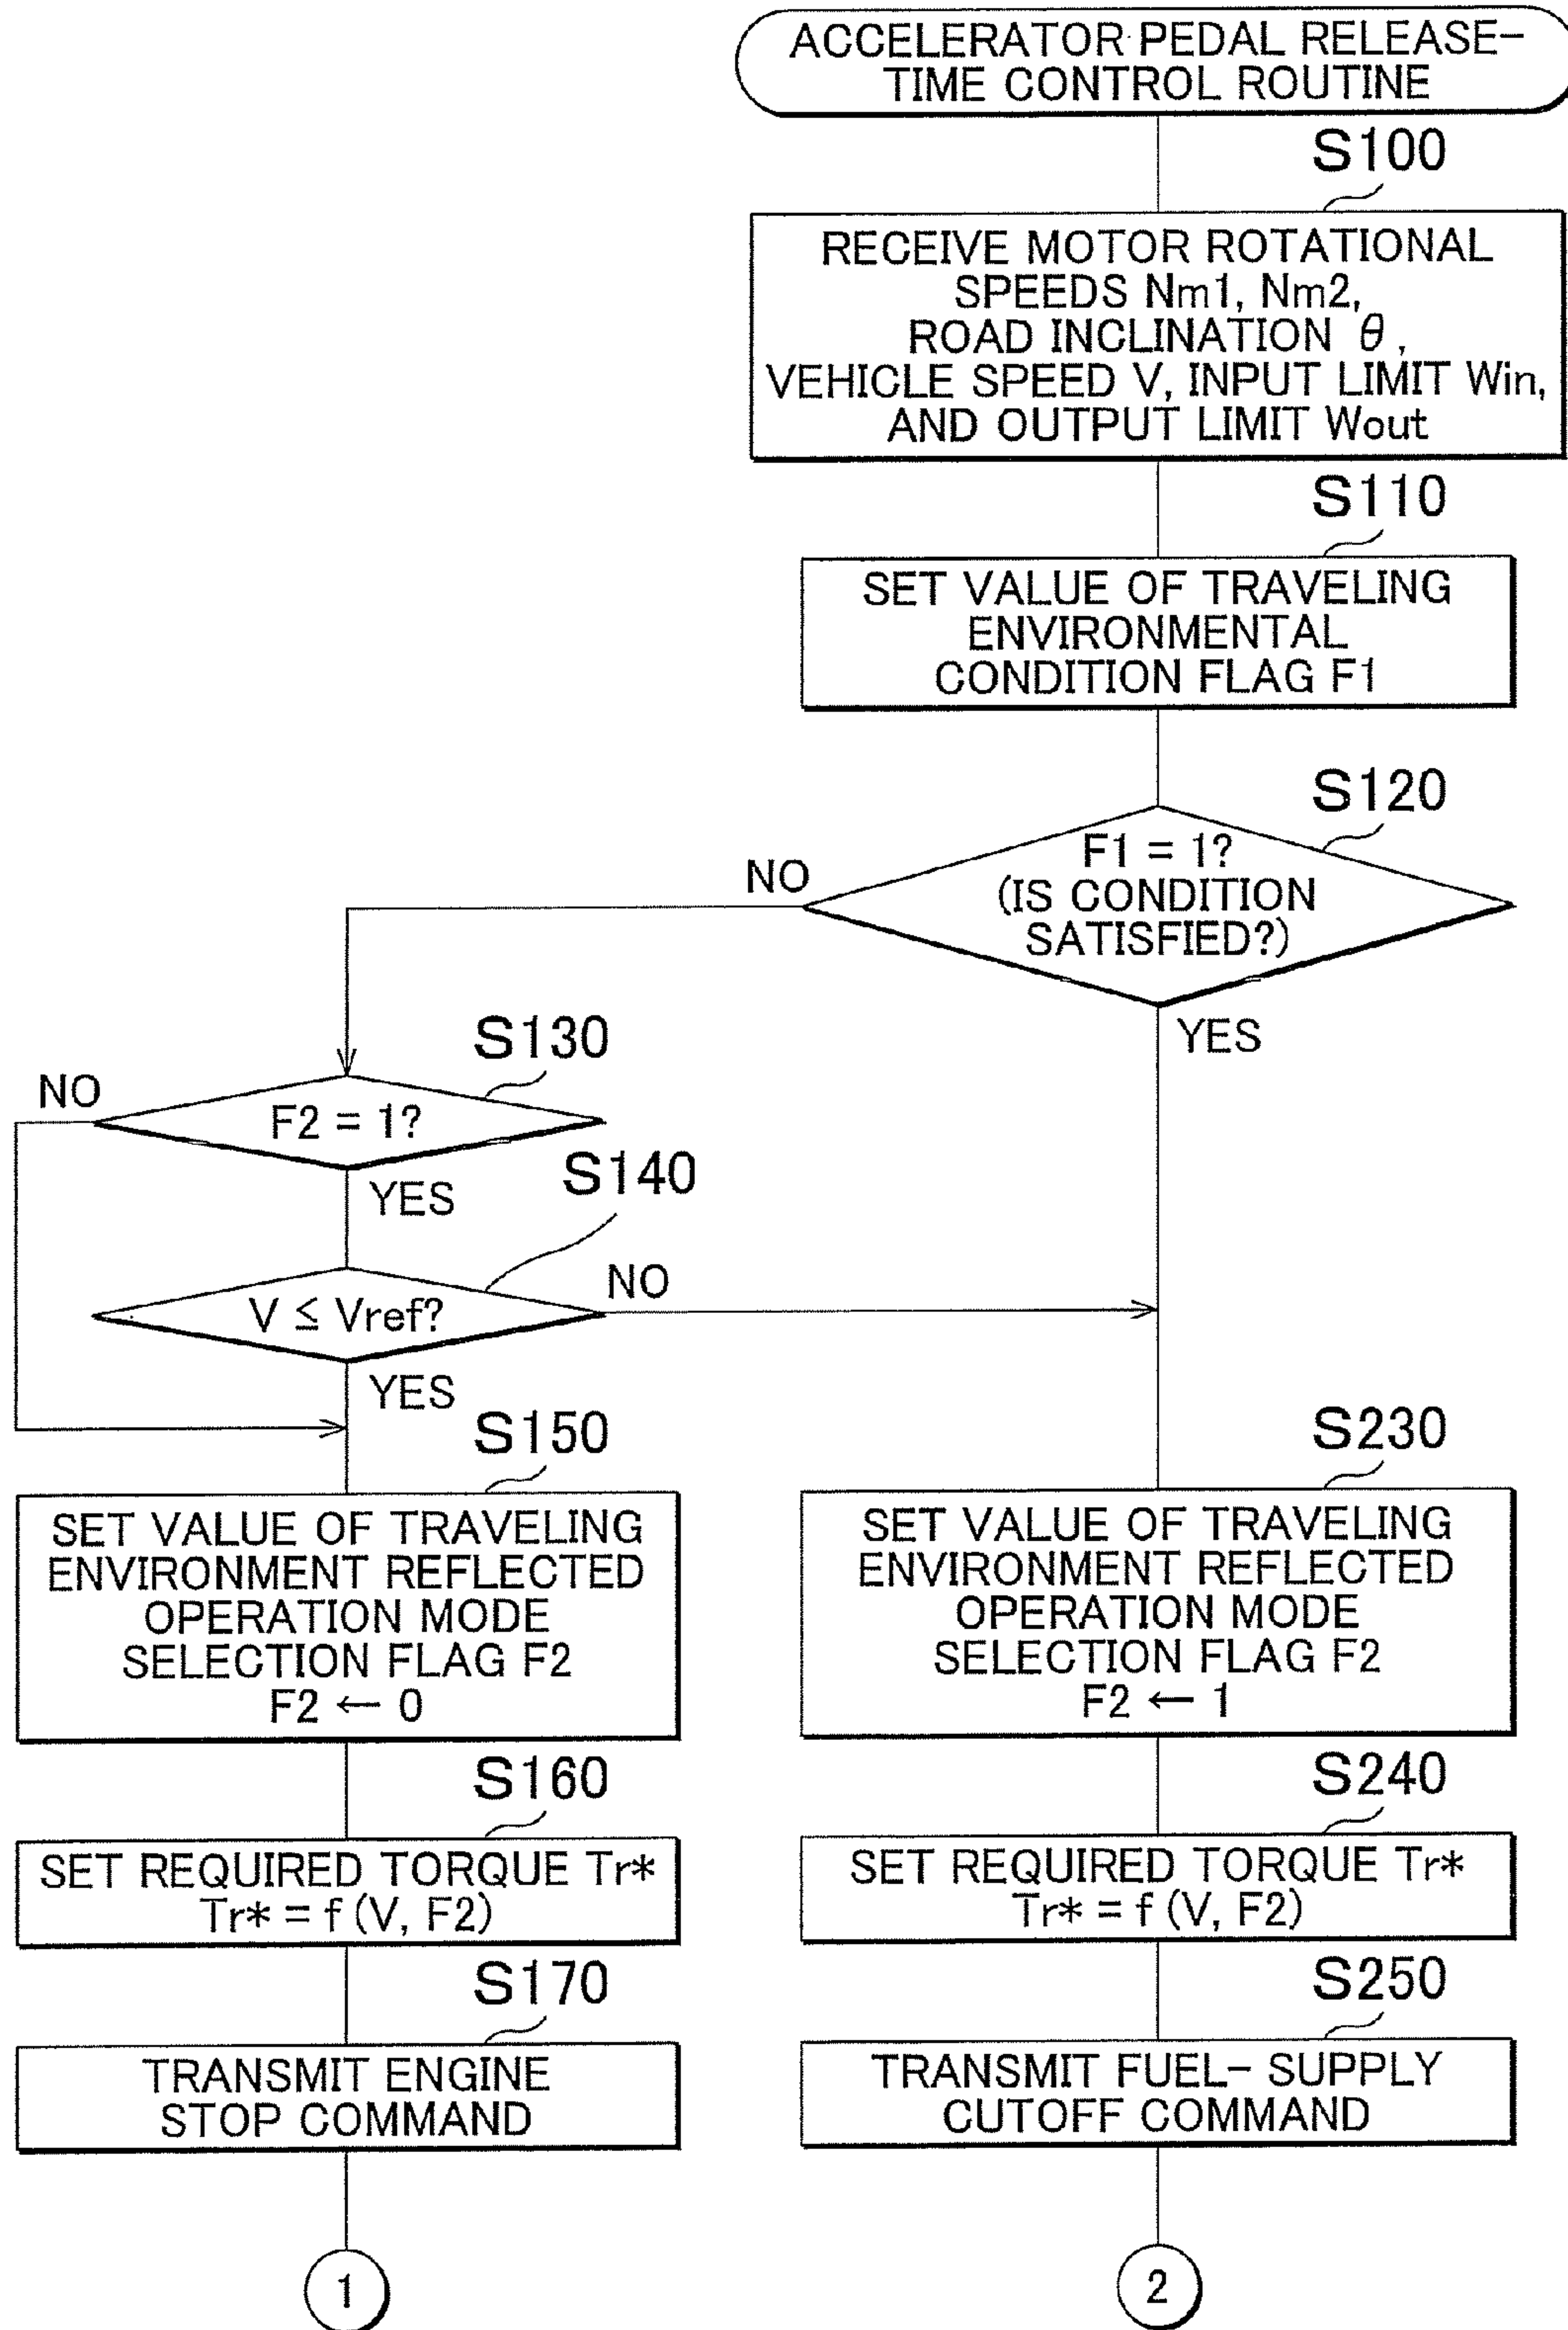 ACCELERATOR PEDAL RELEASE-
TIME CONTROL ROUTINE
S100
RECEIVE MOTOR ROTATIONAL
SPEEDS Nm1, Nm2,
ROAD INCLINATION θ,
VEHICLE SPEED V, INPUT LIMIT Win,
AND OUTPUT LIMIT Wout
S110
SET VALUE OF TRAVELING
ENVIRONMENTAL
CONDITION FLAG F1
S120
F1 = 1?
(IS CONDITION
SATISFIED?)
NO
YES
S130
F2 = 1?
NO
YES
S140
V ≤ Vref?
NO
YES
S150
SET VALUE OF TRAVELING
ENVIRONMENT REFLECTED
OPERATION MODE
SELECTION FLAG F2
F2 ← 0
S160
SET REQUIRED TORQUE Tr*
Tr* = f (V, F2)
S170
TRANSMIT ENGINE
STOP COMMAND
1
S230
SET VALUE OF TRAVELING
ENVIRONMENT REFLECTED
OPERATION MODE
SELECTION FLAG F2
F2 ← 1
S240
SET REQUIRED TORQUE Tr*
Tr* = f (V, F2)
S250
TRANSMIT FUEL- SUPPLY
CUTOFF COMMAND
2